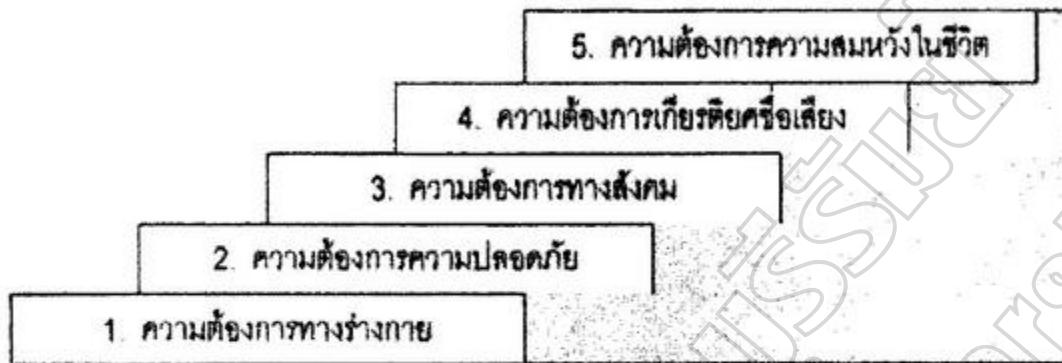 5. ความต้องการความสมหวังในชีวิต
4. ความต้องการเกียรติยศชื่อเสียง
3. ความต้องการทางสังคม
2. ความต้องการความปลอดภัย
1. ความต้องการทางร่างกาย